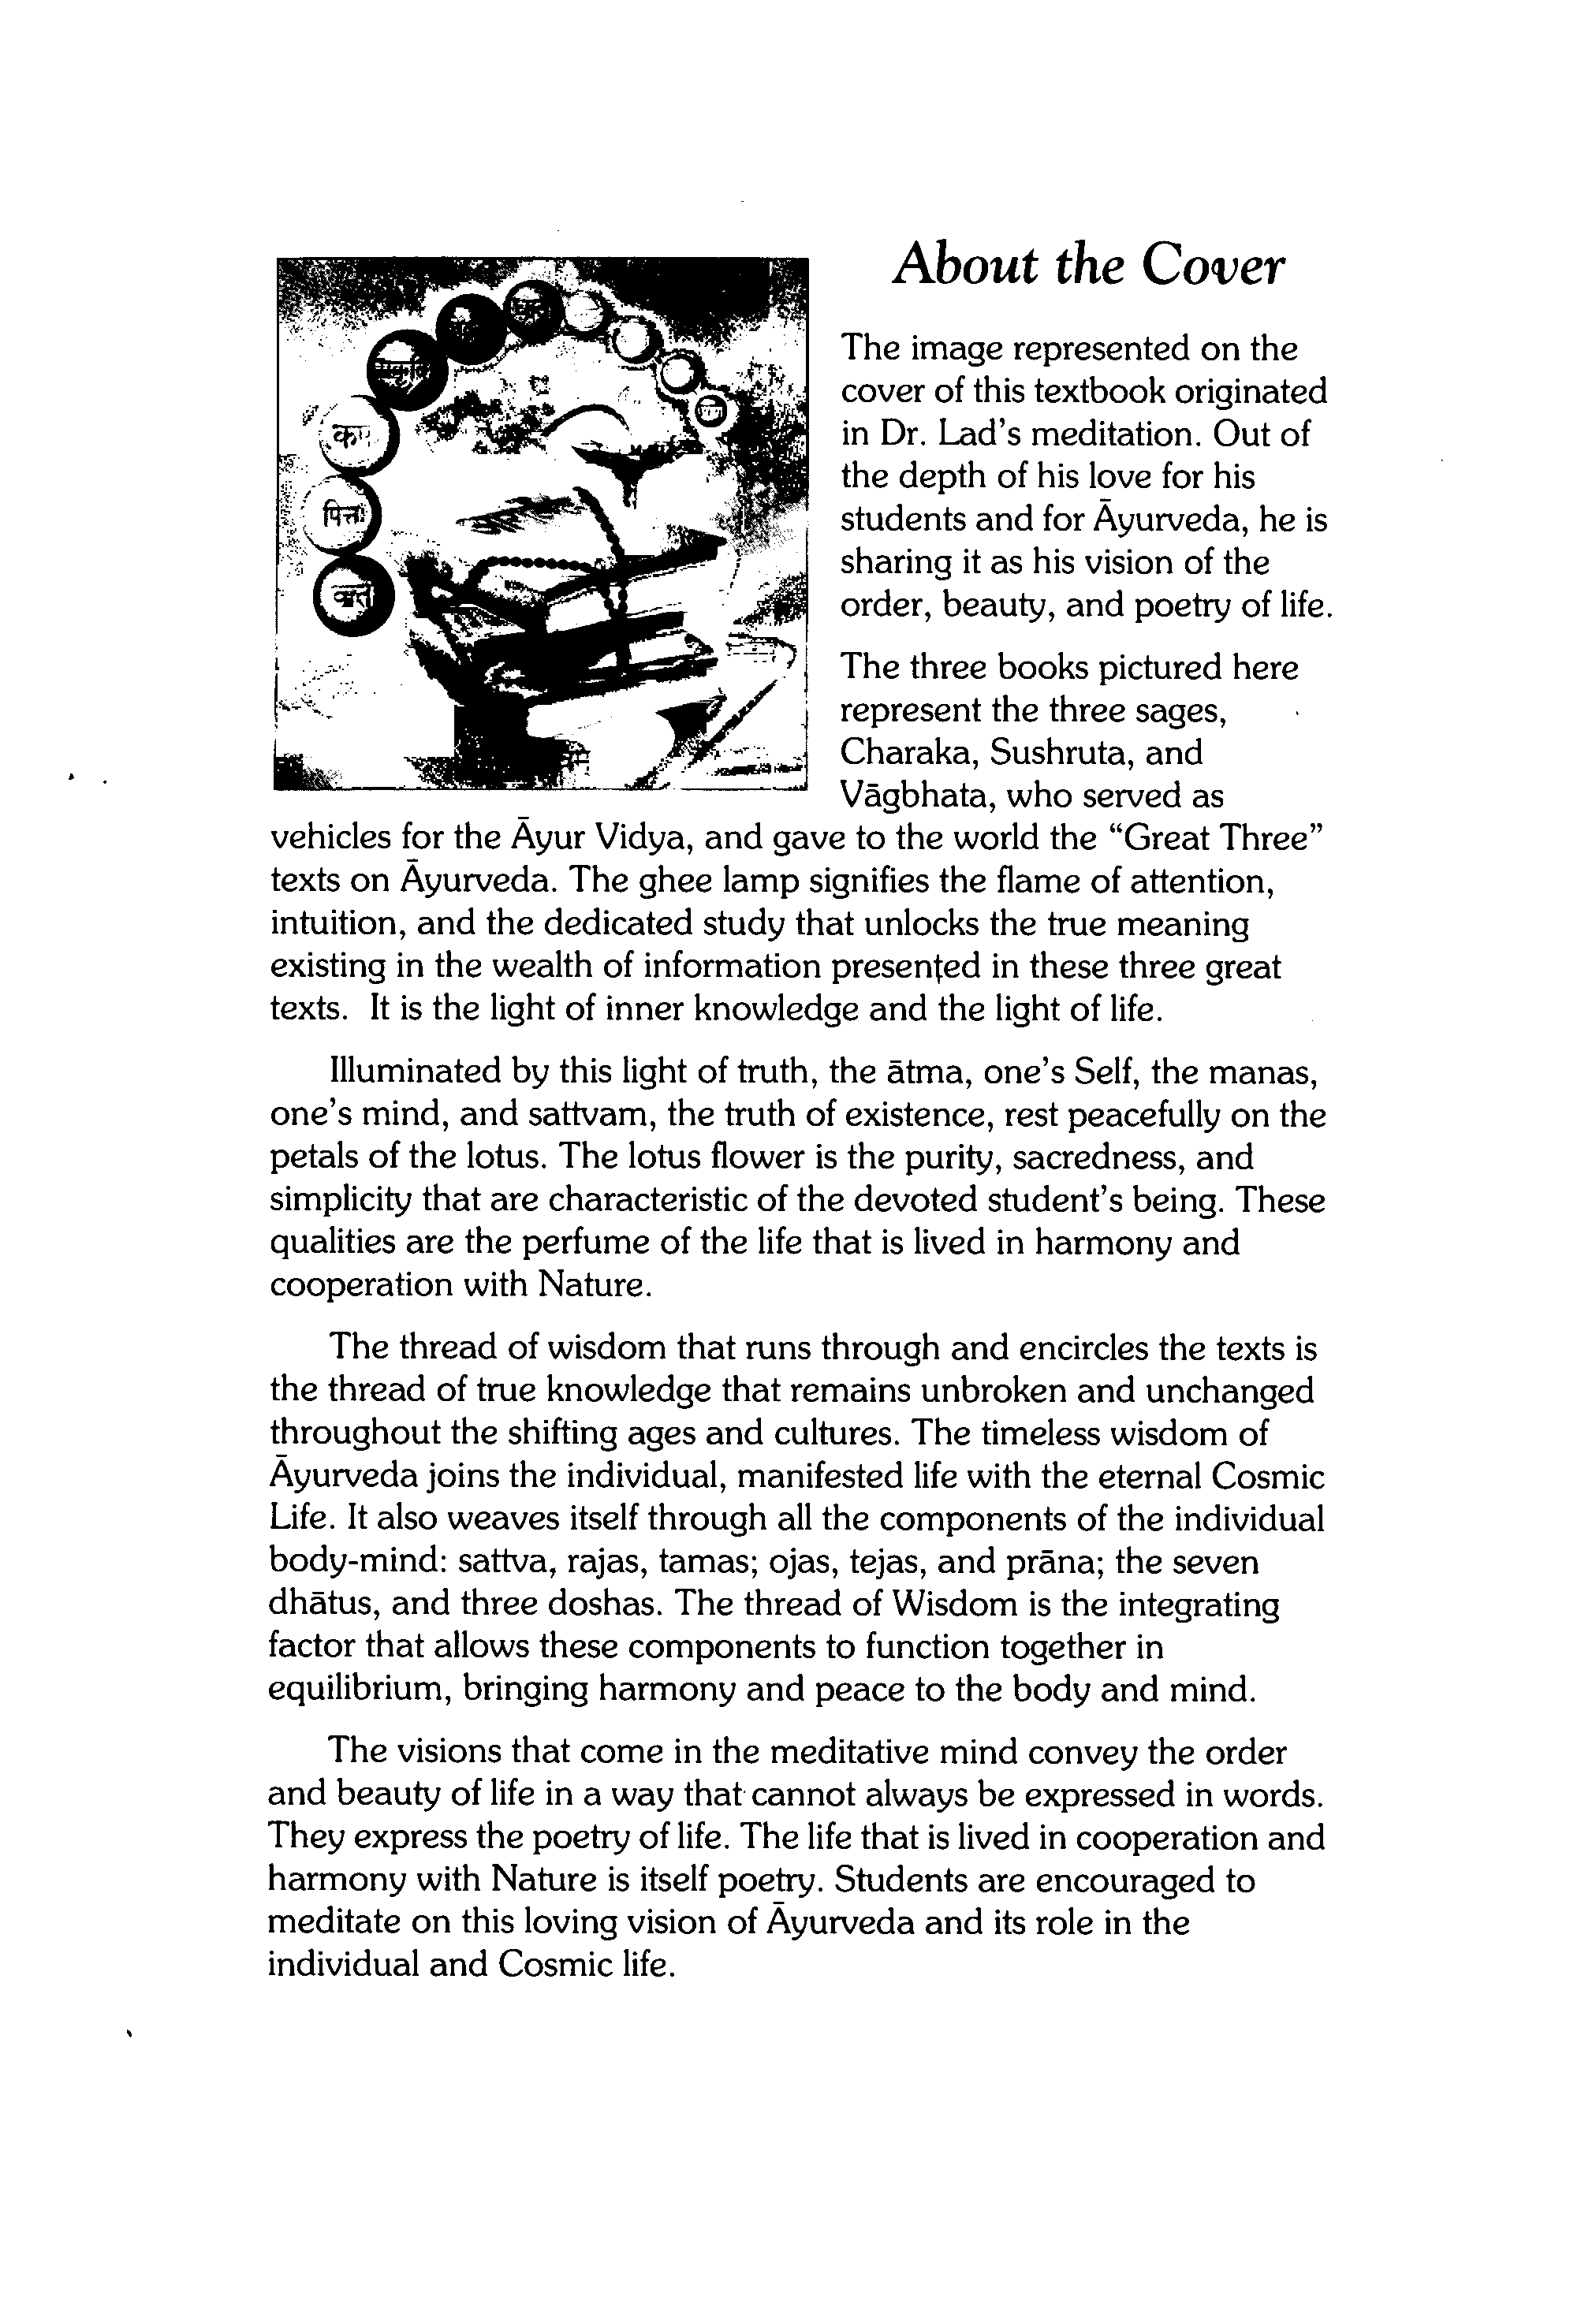 About the Cover
The image represented on the
cover of this textbook originated
in Dr. Lad's meditation. Out of
the depth of his love for his
students and for Āyurveda, he is
sharing it as his vision of the
order, beauty, and poetry of life.
The three books pictured here
represent the three sages,
Charaka, Sushruta, and
Vāgbhata, who served as
vehicles for the Āyur Vidya, and gave to the world the “Great Three”
texts on Āyurveda. The ghee lamp signifies the flame of attention,
intuition, and the dedicated study that unlocks the true meaning
existing in the wealth of information presented in these three great
texts. It is the light of inner knowledge and the light of life.
Illuminated by this light of truth, the ātma, one's Self, the manas,
one's mind, and sattvam, the truth of existence, rest peacefully on the
petals of the lotus. The lotus flower is the purity, sacredness, and
simplicity that are characteristic of the devoted student's being. These
qualities are the perfume of the life that is lived in harmony and
cooperation with Nature.
The thread of wisdom that runs through and encircles the texts is
the thread of true knowledge that remains unbroken and unchanged
throughout the shifting ages and cultures. The timeless wisdom of
Āyurveda joins the individual, manifested life with the eternal Cosmic
Life. It also weaves itself through all the components of the individual
body-mind: sattva, rajas, tamas; ojas, tejas, and prāna; the seven
dhātus, and three doshas. The thread of Wisdom is the integrating
factor that allows these components to function together in
equilibrium, bringing harmony and peace to the body and mind.
The visions that come in the meditative mind convey the order
and beauty of life in a way that cannot always be expressed in words.
They express the poetry of life. The life that is lived in cooperation and
harmony with Nature is itself poetry. Students are encouraged to
meditate on this loving vision of Āyurveda and its role in the
individual and Cosmic life.